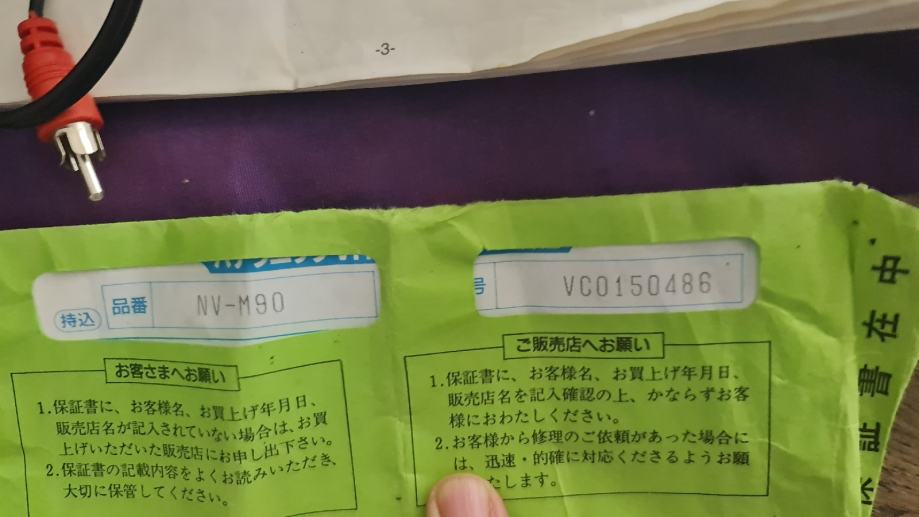 -3-
持込 品番 NV-M90
号 VC0150486
お客さまへお願い
1.保証書に、お客様名、お買上げ年月日、
販売店名が記入されていない場合は、お買
上げいただいた販売店にお申し出下さい。
2.保証書の記載内容をよくお読みいただき、
大切に保管してください。
ご販売店へお願い
1.保証書に、お客様名、お買上げ年月日、
販売店名を記入確認の上、かならずお客
様におわたしください。
2.お客様から修理のご依頼があった場合に
は、迅速・的確に対応くださるようお願
たします。
証書在中